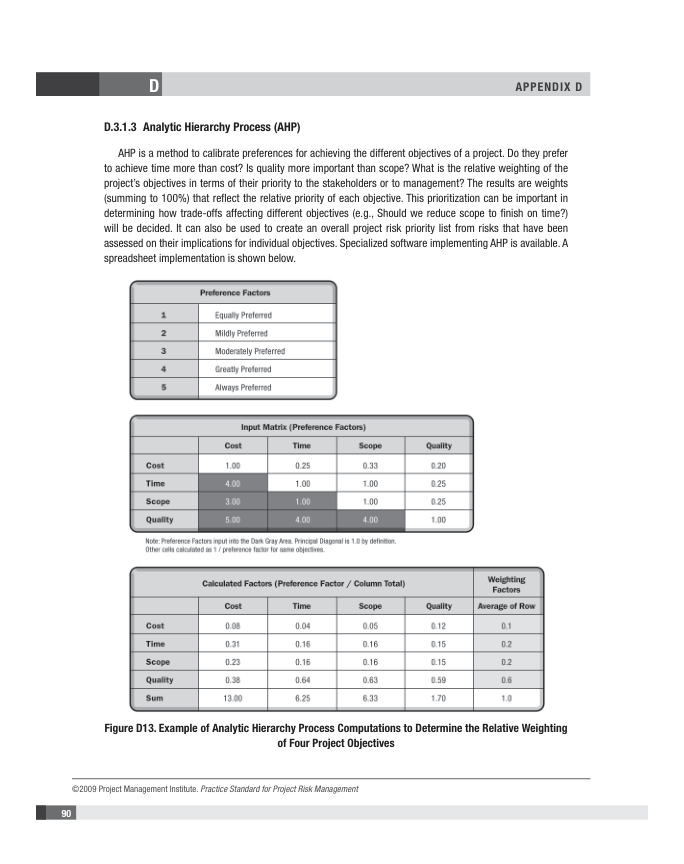 D
APPENDIX D
D.3.1.3 Analytic Hierarchy Process (AHP)
AHP is a method to calibrate preferences for achieving the different objectives of a project. Do they prefer
to achieve time more than cost? Is quality more important than scope? What is the relative weighting of the
project's objectives in terms of their priority to the stakeholders or to management? The results are weights
(summing to 100%) that reflect the relative priority of each objective. This prioritization can be important in
determining how trade-offs affecting different objectives (e.g., Should we reduce scope to finish on time?)
will be decided. It can also be used to create an overall project risk priority list from risks that have been
assessed on their implications for individual objectives. Specialized software implementing AHP is available. A
spreadsheet implementation is shown below.
Preference Factors
1 Equally Preferred
2 Mildly Preferred
3 Moderately Preferred
4 Greatly Preferred
5 Always Preferred
Input Matrix (Preference Factors)
Cost Time Scope Quality
Cost 1.00 0.25 0.33 0.20
Time 4.00 1.00 1.00 0.25
Scope 3.00 1.00 1.00 0.25
Quality 5.00 4.00 4.00 1.00
Note: Preference Factors input into the Dark Gray Area. Principal Diagonal is 1.0 by definition.
Other cells calculated as 1 / preference factor for same objectives.
Calculated Factors (Preference Factor / Column Total) Weighting Factors
Cost Time Scope Quality Average of Row
Cost 0.08 0.04 0.05 0.12 0.1
Time 0.31 0.16 0.16 0.15 0.2
Scope 0.23 0.16 0.16 0.15 0.2
Quality 0.38 0.64 0.63 0.59 0.6
Sum 13.00 6.25 6.33 1.70 1.0
Figure D13. Example of Analytic Hierarchy Process Computations to Determine the Relative Weighting
of Four Project Objectives
©2009 Project Management Institute. Practice Standard for Project Risk Management
90